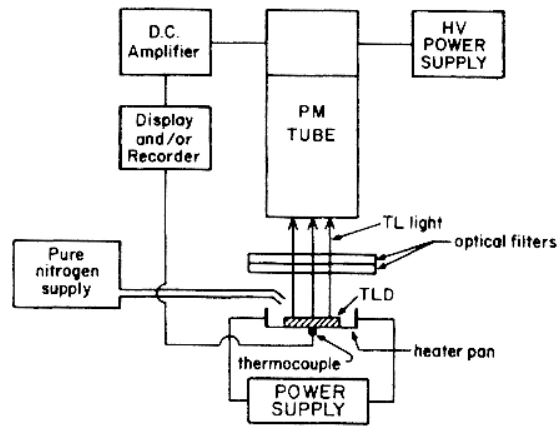 D.C.
Amplifier
HV
POWER
SUPPLY
PM
TUBE
Display
and/or
Recorder
TL light
optical filters
Pure
nitrogen
supply
TLD
heater pan
thermocouple
POWER
SUPPLY